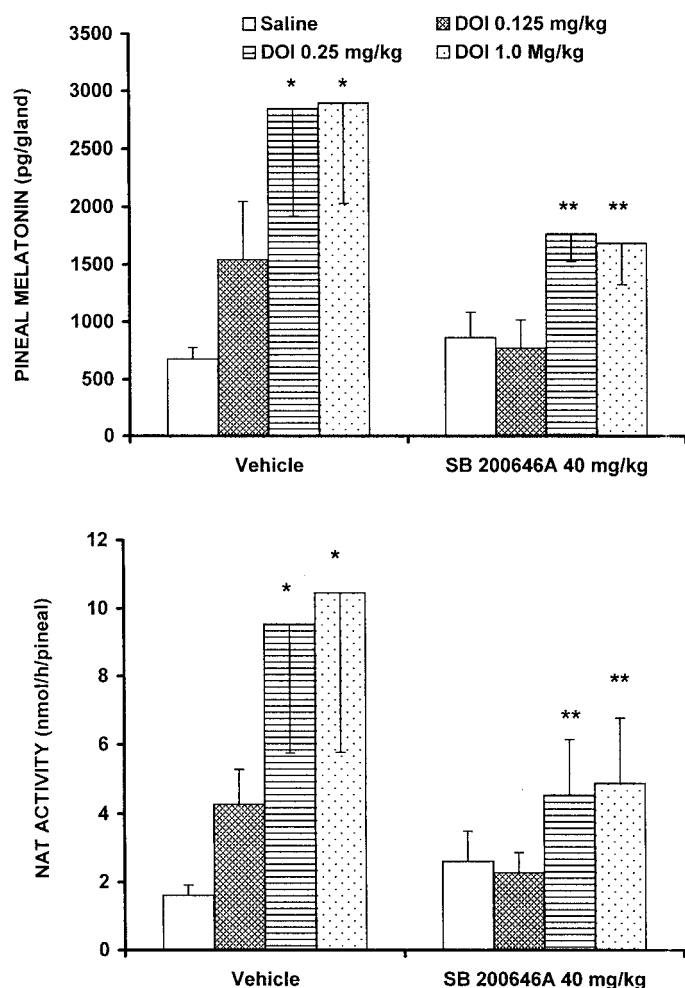 Saline
DOI 0.125 mg/kg
DOI 0.25 mg/kg
DOI 1.0 Mg/kg
PINEAL MELATONIN (pg/gland)
3500
3000
2500
2000
1500
1000
500
0
* *
** **
Vehicle
SB 200646A 40 mg/kg
NAT ACTIVITY (nmol/h/pineal)
12
10
8
6
4
2
0
* *
** **
Vehicle
SB 200646A 40 mg/kg